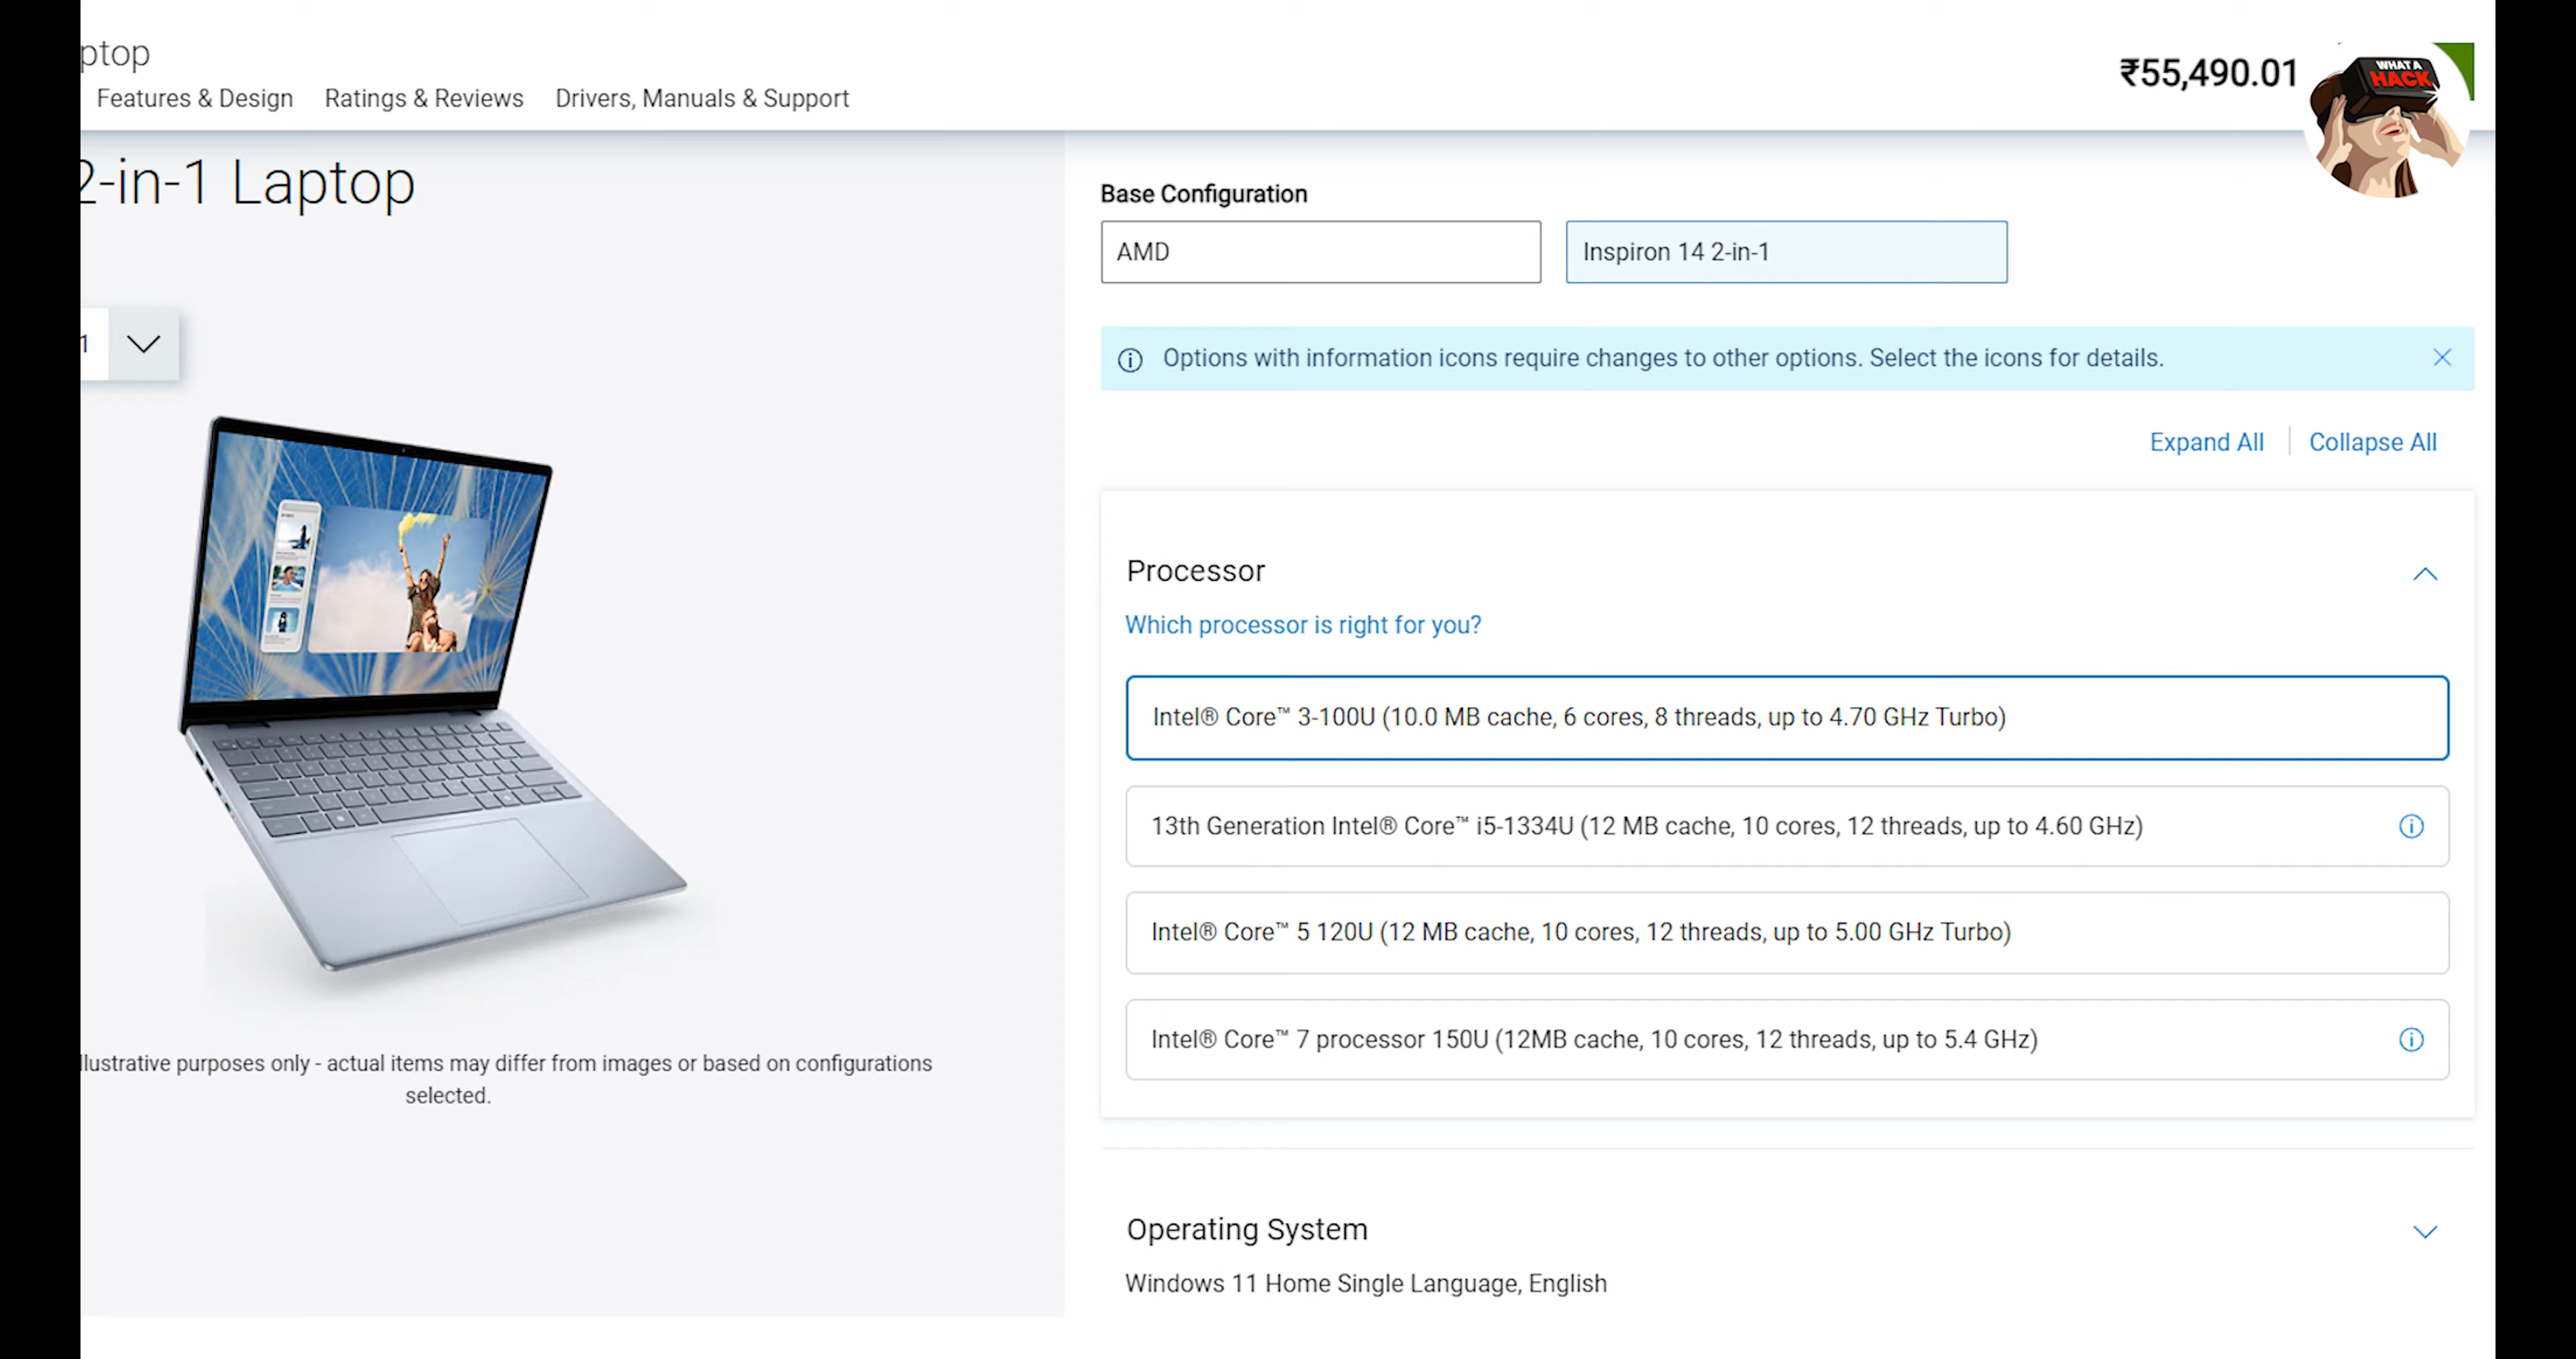 ptop
Features & Design Ratings & Reviews Drivers, Manuals & Support
₹55,490.01
WHAT A
HACK
2-in-1 Laptop
1
llustrative purposes only - actual items may differ from images or based on configurations
selected.
Base Configuration
AMD
Inspiron 14 2-in-1
Options with information icons require changes to other options. Select the icons for details.
Expand All
Collapse All
Processor
Which processor is right for you?
Intel® Core™ 3-100U (10.0 MB cache, 6 cores, 8 threads, up to 4.70 GHz Turbo)
13th Generation Intel® Core™ i5-1334U (12 MB cache, 10 cores, 12 threads, up to 4.60 GHz)
Intel® Core™ 5 120U (12 MB cache, 10 cores, 12 threads, up to 5.00 GHz Turbo)
Intel® Core™ 7 processor 150U (12MB cache, 10 cores, 12 threads, up to 5.4 GHz)
Operating System
Windows 11 Home Single Language, English